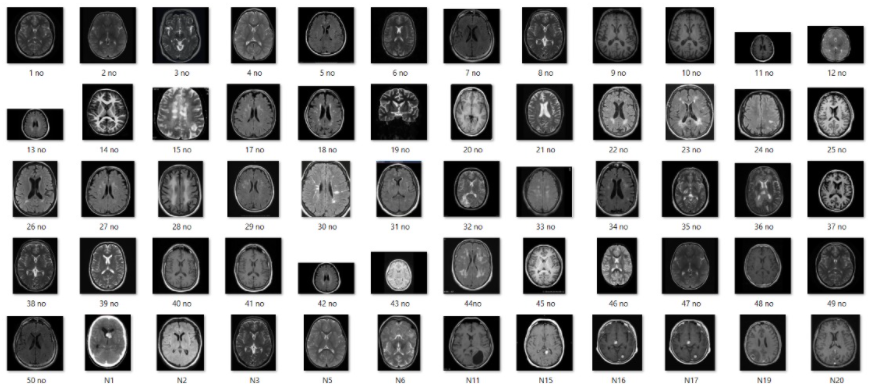 1 no 2 no 3 no 4 no 5 no 6 no 7 no 8 no 9 no 10 no 11 no 12 no
13 no 14 no 15 no 17 no 18 no 19 no 20 no 21 no 22 no 23 no 24 no 25 no
26 no 27 no 28 no 29 no 30 no 31 no 32 no 33 no 34 no 35 no 36 no 37 no
38 no 39 no 40 no 41 no 42 no 43 no 44no 45 no 46 no 47 no 48 no 49 no
50 no N1 N2 N3 N5 N6 N11 N15 N16 N17 N19 N20